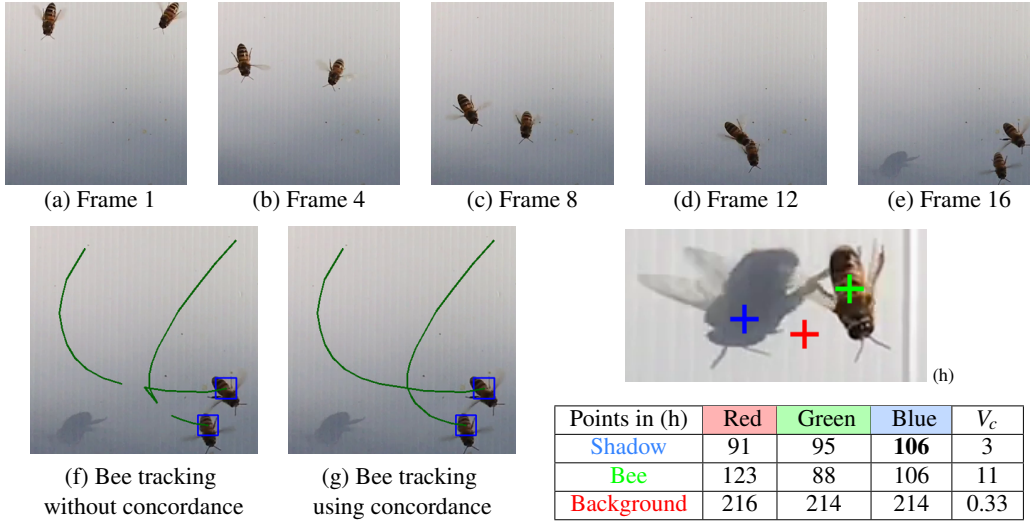 (a) Frame 1
(b) Frame 4
(c) Frame 8
(d) Frame 12
(e) Frame 16
(f) Bee tracking
without concordance
(g) Bee tracking
using concordance
(h)
Points in (h) Red Green Blue V_c
Shadow 91 95 106 3
Bee 123 88 106 11
Background 216 214 214 0.33